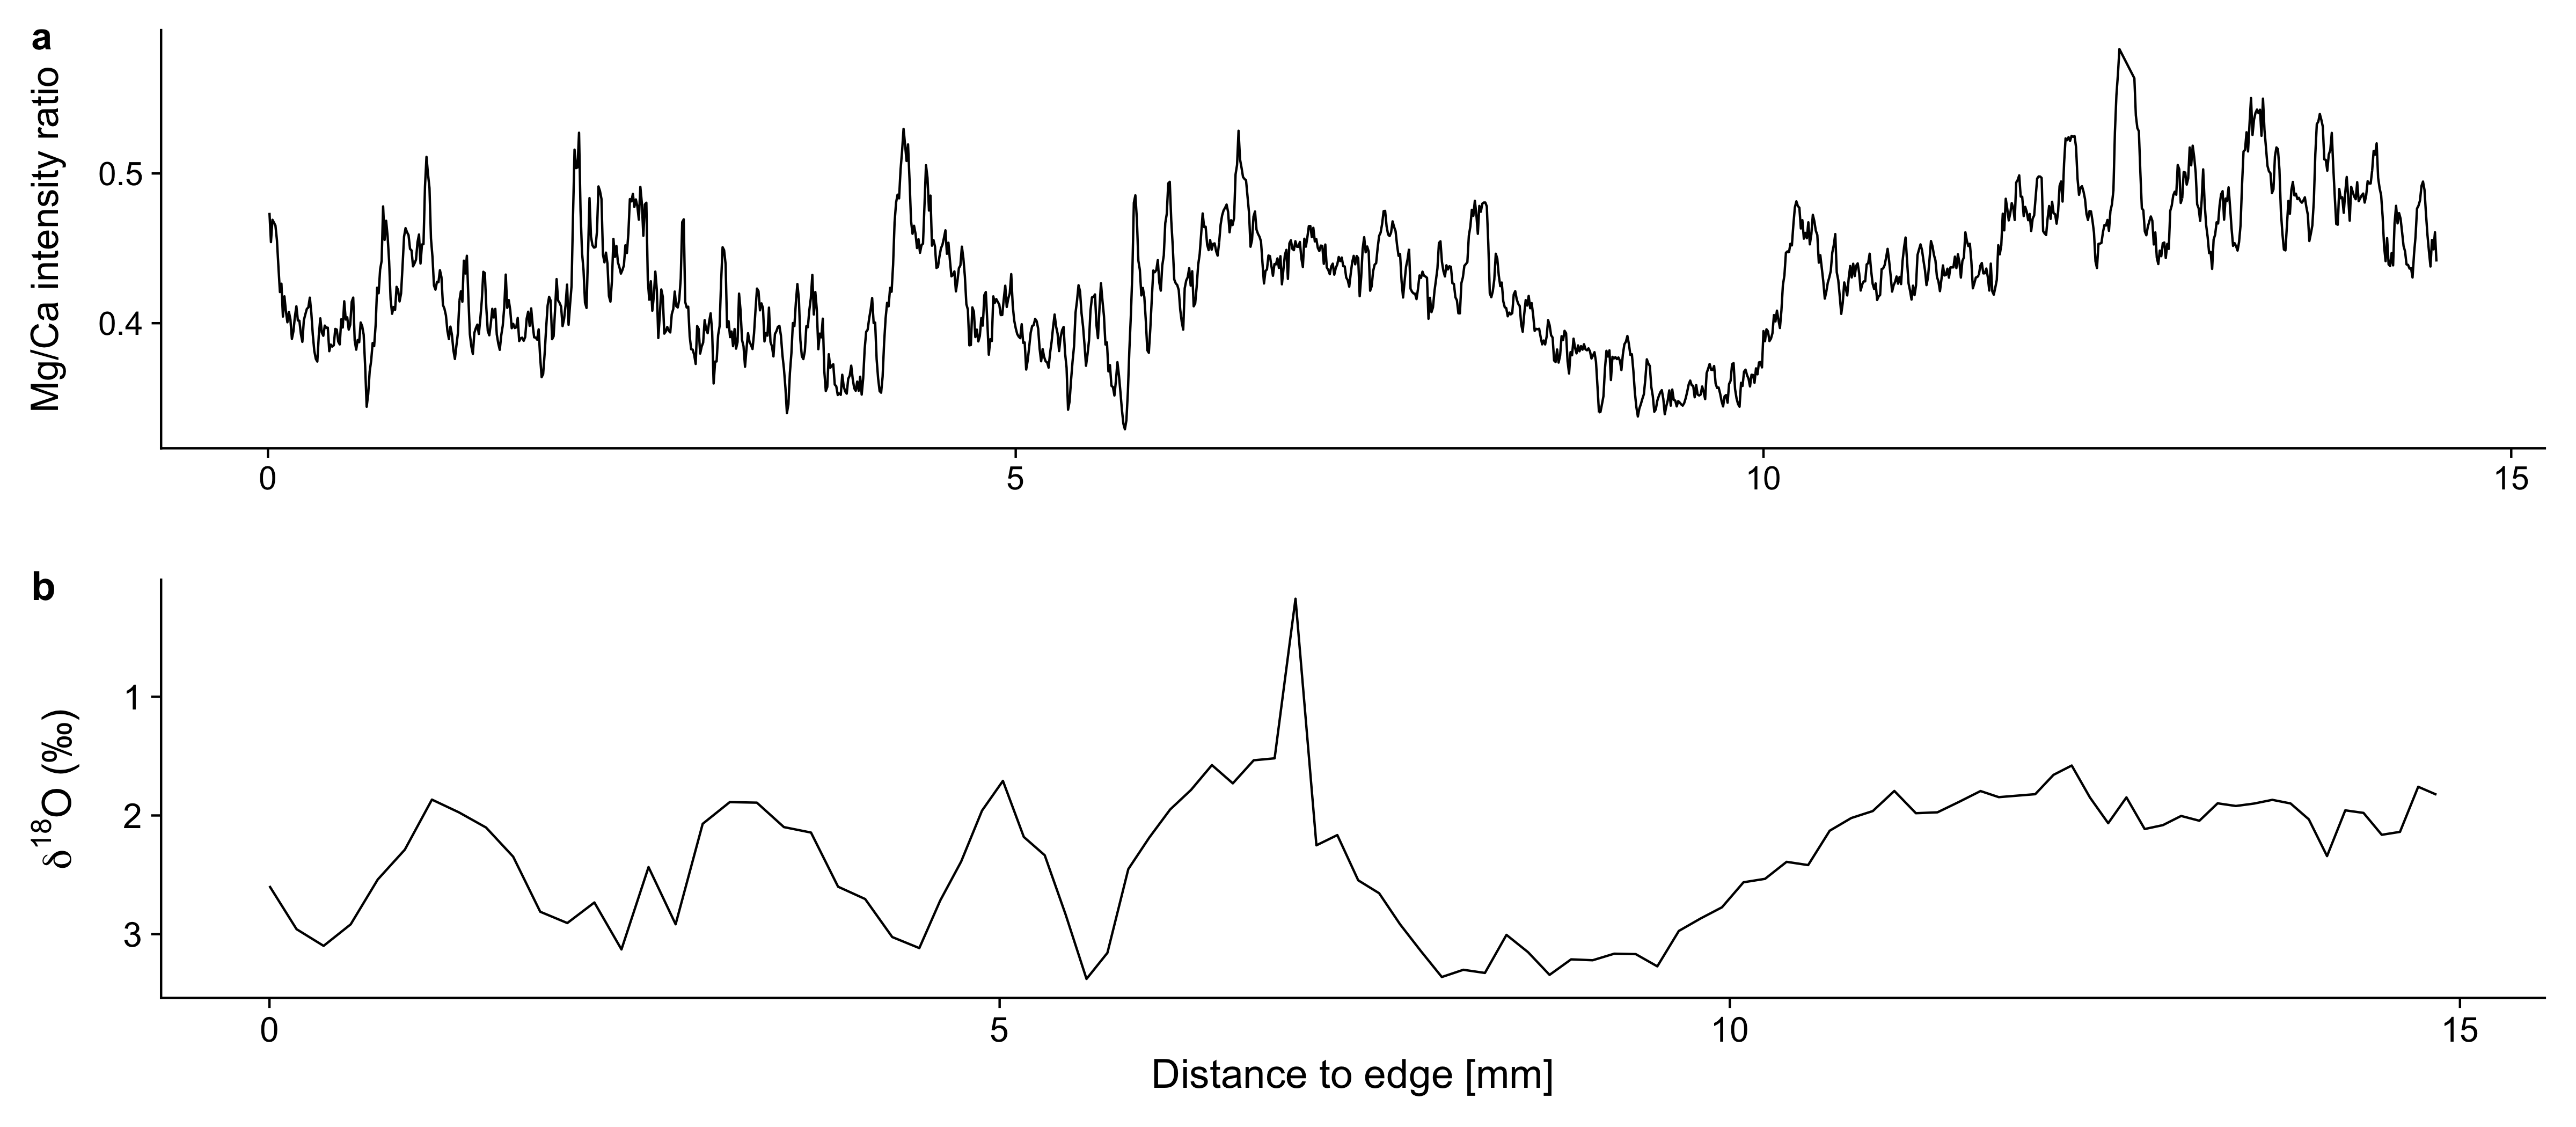 a
Mg/Ca intensity ratio
0.5
0.4
0 5 10 15
b
δ¹⁸O (‰)
1
2
3
0 5 10 15
Distance to edge [mm]